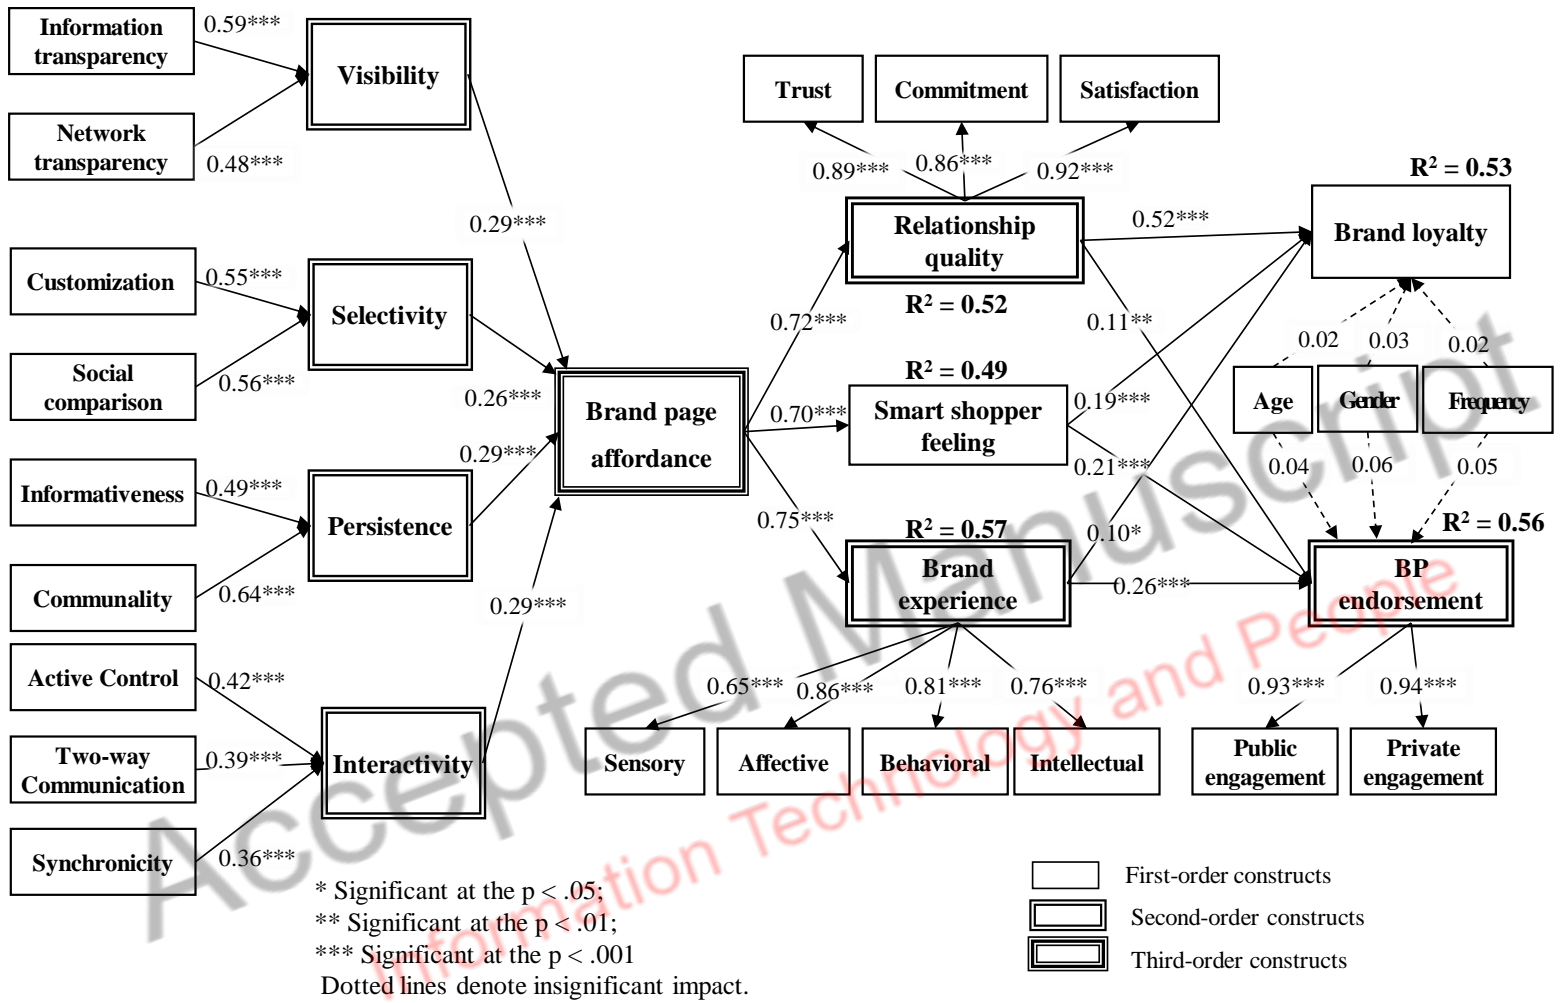 Information
transparency
0.59***
Visibility
Network
transparency
0.48***
0.29***
Customization
0.55***
Selectivity
Social
comparison
0.56***
0.26***
Informativeness
0.49***
Persistence
0.29***
Communality
0.64***
Active Control
0.42***
0.29***
Two-way
Communication
0.39***
Interactivity
Synchronicity
0.36***
Brand page
affordance
Trust
Commitment
Satisfaction
0.89***
0.86***
0.92***
Relationship
quality
R² = 0.52
0.72***
R² = 0.49
0.70***
Smart shopper
feeling
0.75***
R² = 0.57
Brand
experience
0.65***
0.86***
0.81***
0.76***
Sensory
Affective
Behavioral
Intellectual
0.52***
0.11**
0.19***
0.21***
0.10*
0.26***
R² = 0.53
Brand loyalty
0.02
0.03
0.02
Age
Gender
Frequency
0.04
0.06
0.05
R² = 0.56
BP
endorsement
0.93***
0.94***
Public
engagement
Private
engagement
* Significant at the p < .05;
** Significant at the p < .01;
*** Significant at the p < .001
Dotted lines denote insignificant impact.
First-order constructs
Second-order constructs
Third-order constructs
Accepted Manuscript
Information Technology and People